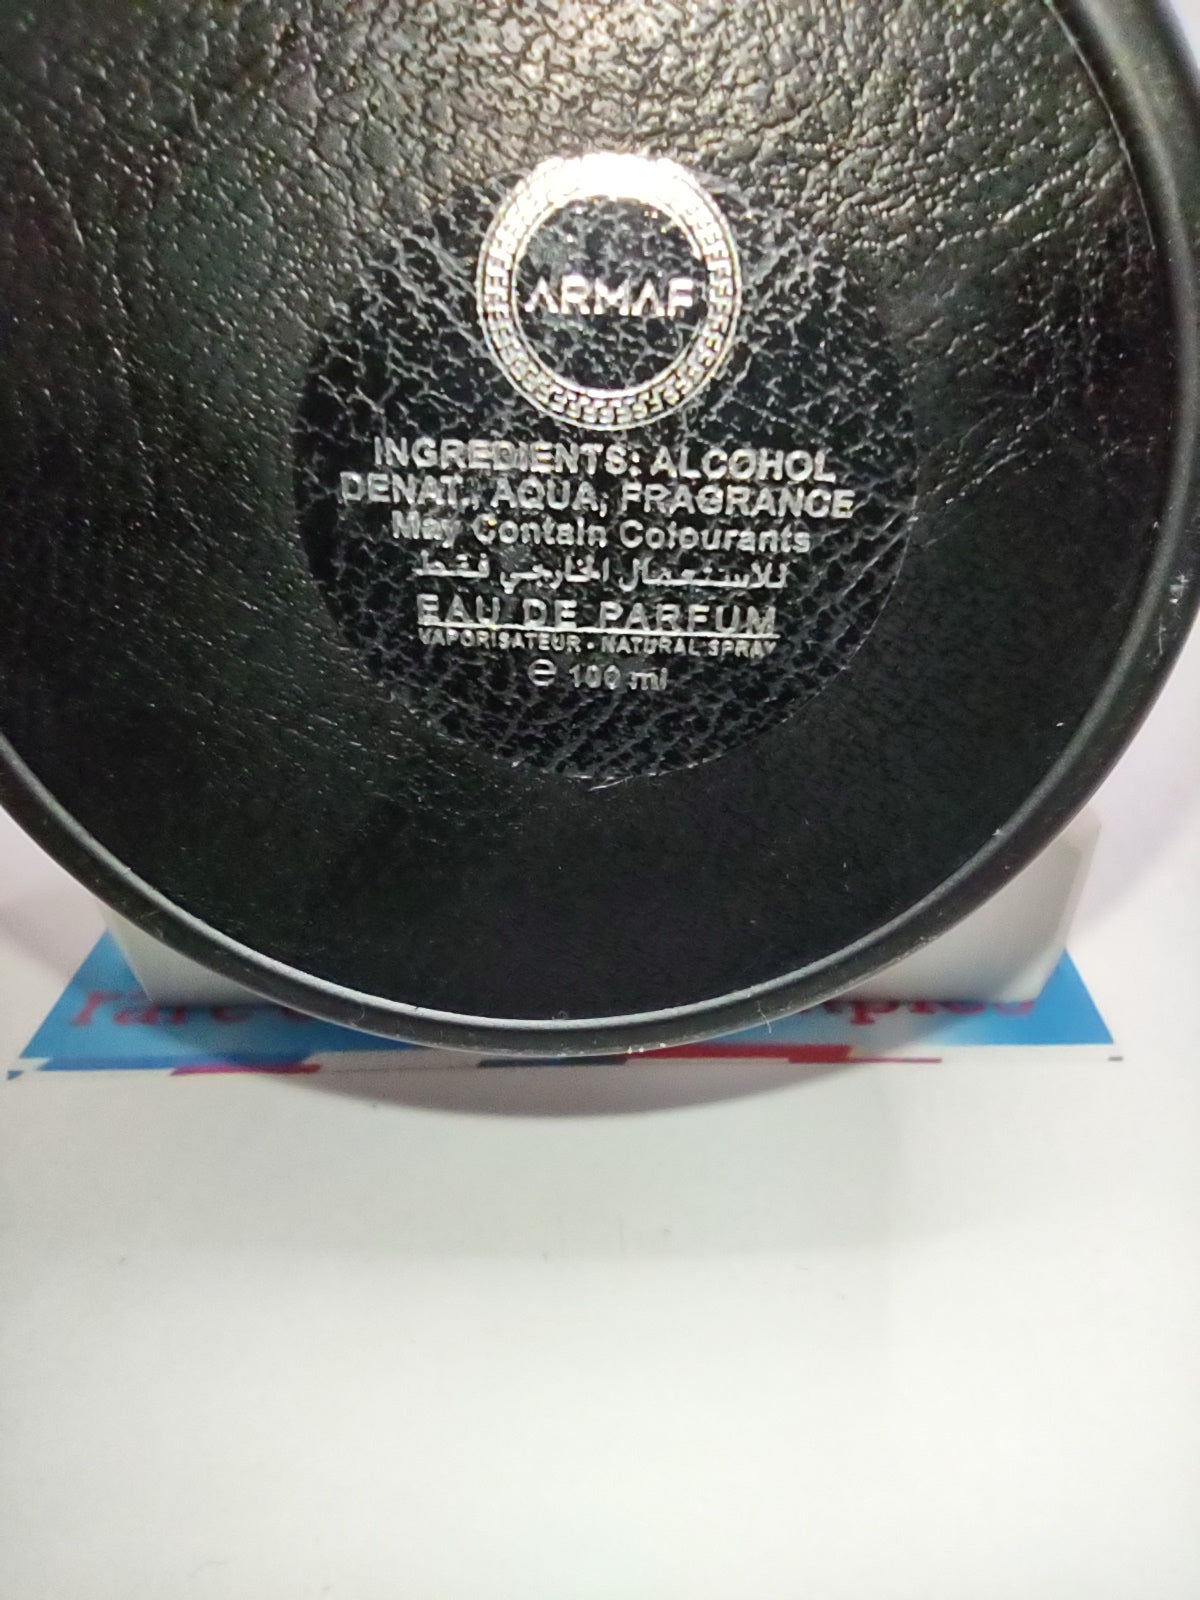 ARMAF
INGREDIENTS: ALCOHOL
DENAT., AQUA, FRAGRANCE
May Contain Colourants
للاستعمال الخارجي فقط
EAU DE PARFUM
VAPORISATEUR - NATURAL SPRAY
℮ 100 ml